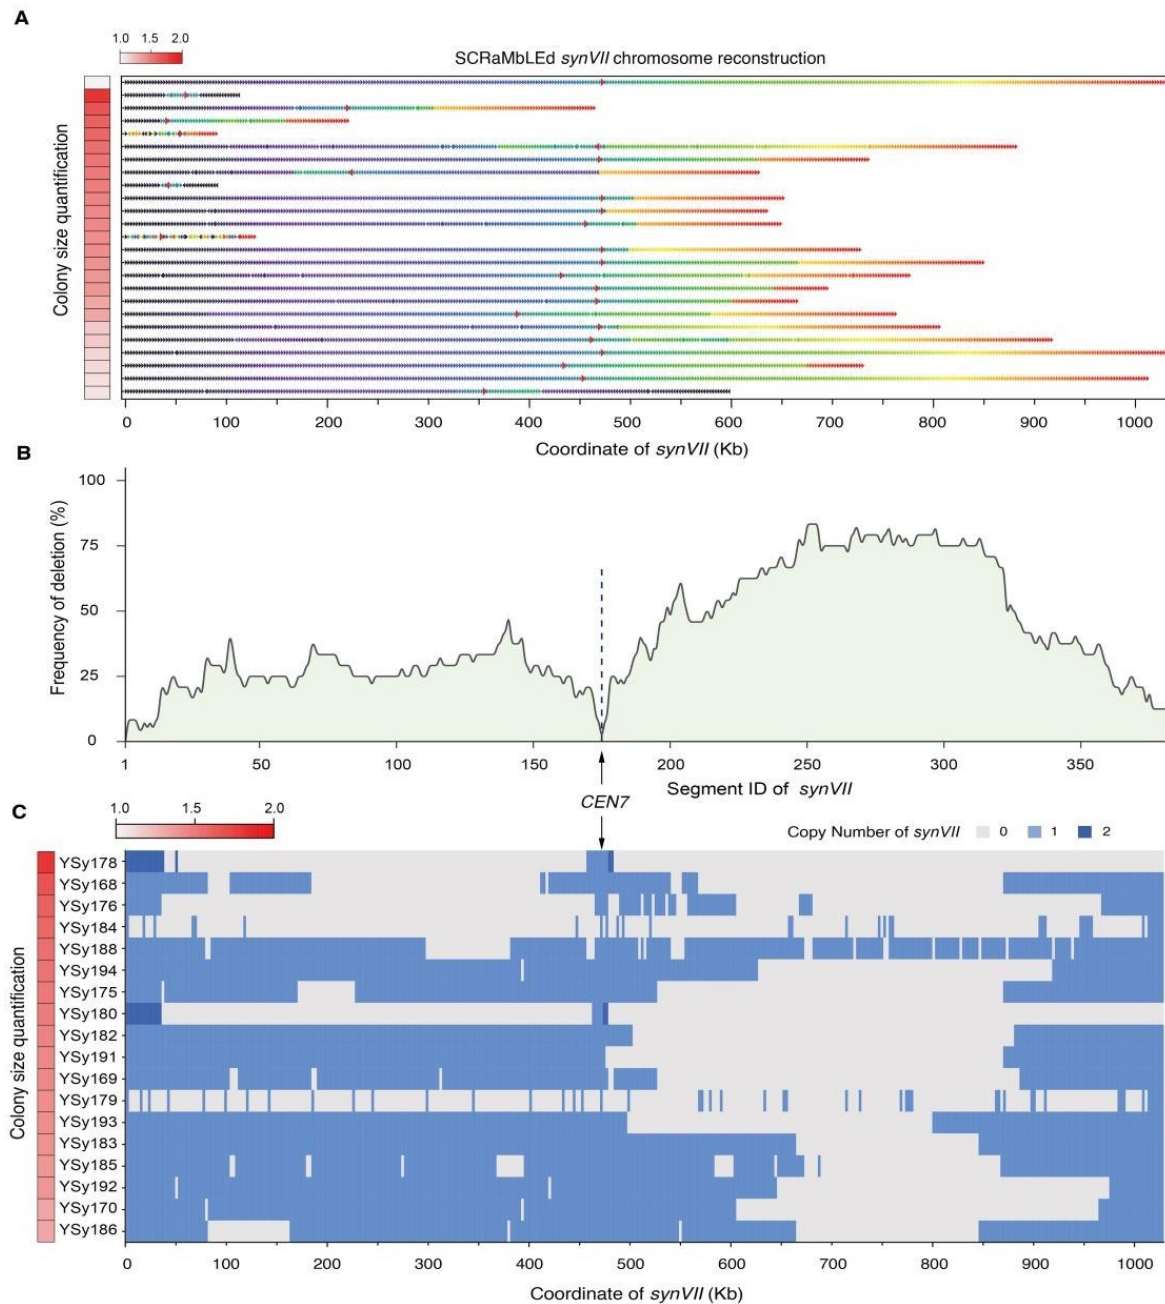 A
1.0 1.5 2.0
SCRaMbLEd synVII chromosome reconstruction
Colony size quantification
0 100 200 300 400 500 600 700 800 900 1000
Coordinate of synVII (Kb)
B
Frequency of deletion (%)
100
75
50
25
0
1 50 100 150 200 250 300 350
Segment ID of synVII
CEN7
C
1.0 1.5 2.0
Copy Number of synVII 0 1 2
Colony size quantification
YSy178
YSy168
YSy176
YSy184
YSy188
YSy194
YSy175
YSy180
YSy182
YSy191
YSy169
YSy179
YSy193
YSy183
YSy185
YSy192
YSy170
YSy186
0 100 200 300 400 500 600 700 800 900 1000
Coordinate of synVII (Kb)